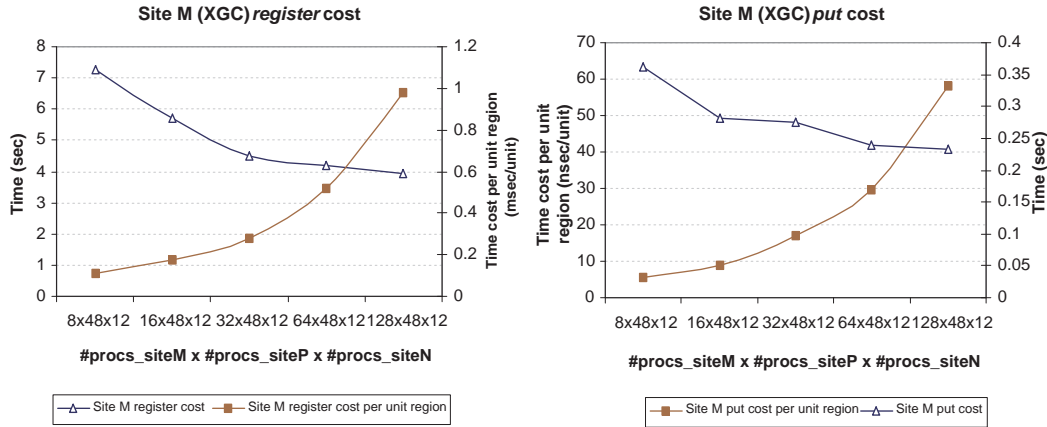 Site M (XGC) register cost
Time (sec)
8
7
6
5
4
3
2
1
0
1.2
1
0.8
0.6
0.4
0.2
0
Time cost per unit region
(msec/unit)
8x48x12 16x48x12 32x48x12 64x48x12 128x48x12
#procs_siteM x #procs_siteP x #procs_siteN
Site M register cost Site M register cost per unit region
Site M (XGC) put cost
Time cost per unit
region (nsec/unit)
70
60
50
40
30
20
10
0
0.4
0.35
0.3
0.25
0.2
0.15
0.1
0.05
0
Time (sec)
8x48x12 16x48x12 32x48x12 64x48x12 128x48x12
#procs_siteM x #procs_siteP x #procs_siteN
Site M put cost per unit region Site M put cost